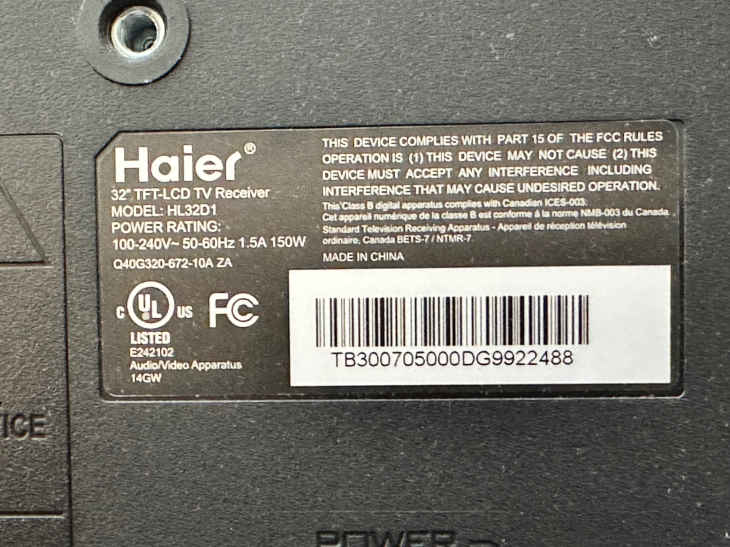 Haier®
32" TFT-LCD TV Receiver
MODEL: HL32D1
POWER RATING:
100-240V~ 50-60Hz 1.5A 150W
Q40G320-672-10A ZA
THIS DEVICE COMPLIES WITH PART 15 OF THE FCC RULES
OPERATION IS (1) THIS DEVICE MAY NOT CAUSE (2) THIS
DEVICE MUST ACCEPT ANY INTERFERENCE INCLUDING
INTERFERENCE THAT MAY CAUSE UNDESIRED OPERATION.
This Class B digital apparatus complies with Canadian ICES-003.
Cet appareil numérique de la classe B est conforme à la norme NMB-003 du Canada
Standard Television Receiving Apparatus - Appareil de réception télévision
ordinaire, Canada BETS-7 / NTMR-7
MADE IN CHINA
c UL US FC
LISTED
E242102
Audio/Video Apparatus
14GW
TB300705000DG9922488
ICE
POWER